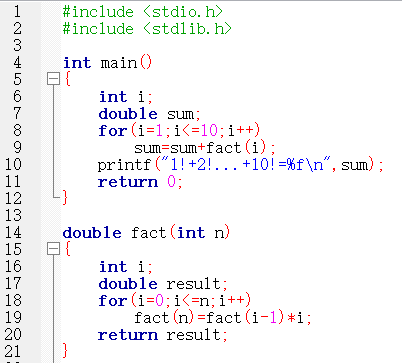 1 #include <stdio.h>
2 #include <stdlib.h>
3
4 int main()
5 {
6 int i;
7 double sum;
8 for(i=1;i<=10;i++)
9 sum=sum+fact(i);
10 printf("1!+2!...+10!=%f\n",sum);
11 return 0;
12 }
13
14 double fact(int n)
15 {
16 int i;
17 double result;
18 for(i=0;i<=n;i++)
19 fact(n)=fact(i-1)*i;
20 return result;
21 }